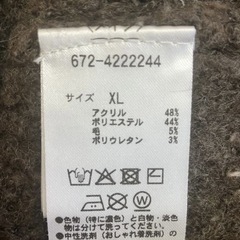 672-4222244
サイズ XL
アクリル 48%
ポリエステル 44%
毛 5%
ポリウレタン 3%
●色物（特に濃色）と白物・淡色
物は分けて洗ってください。
●中性洗剤（おしゃれ着洗剤の